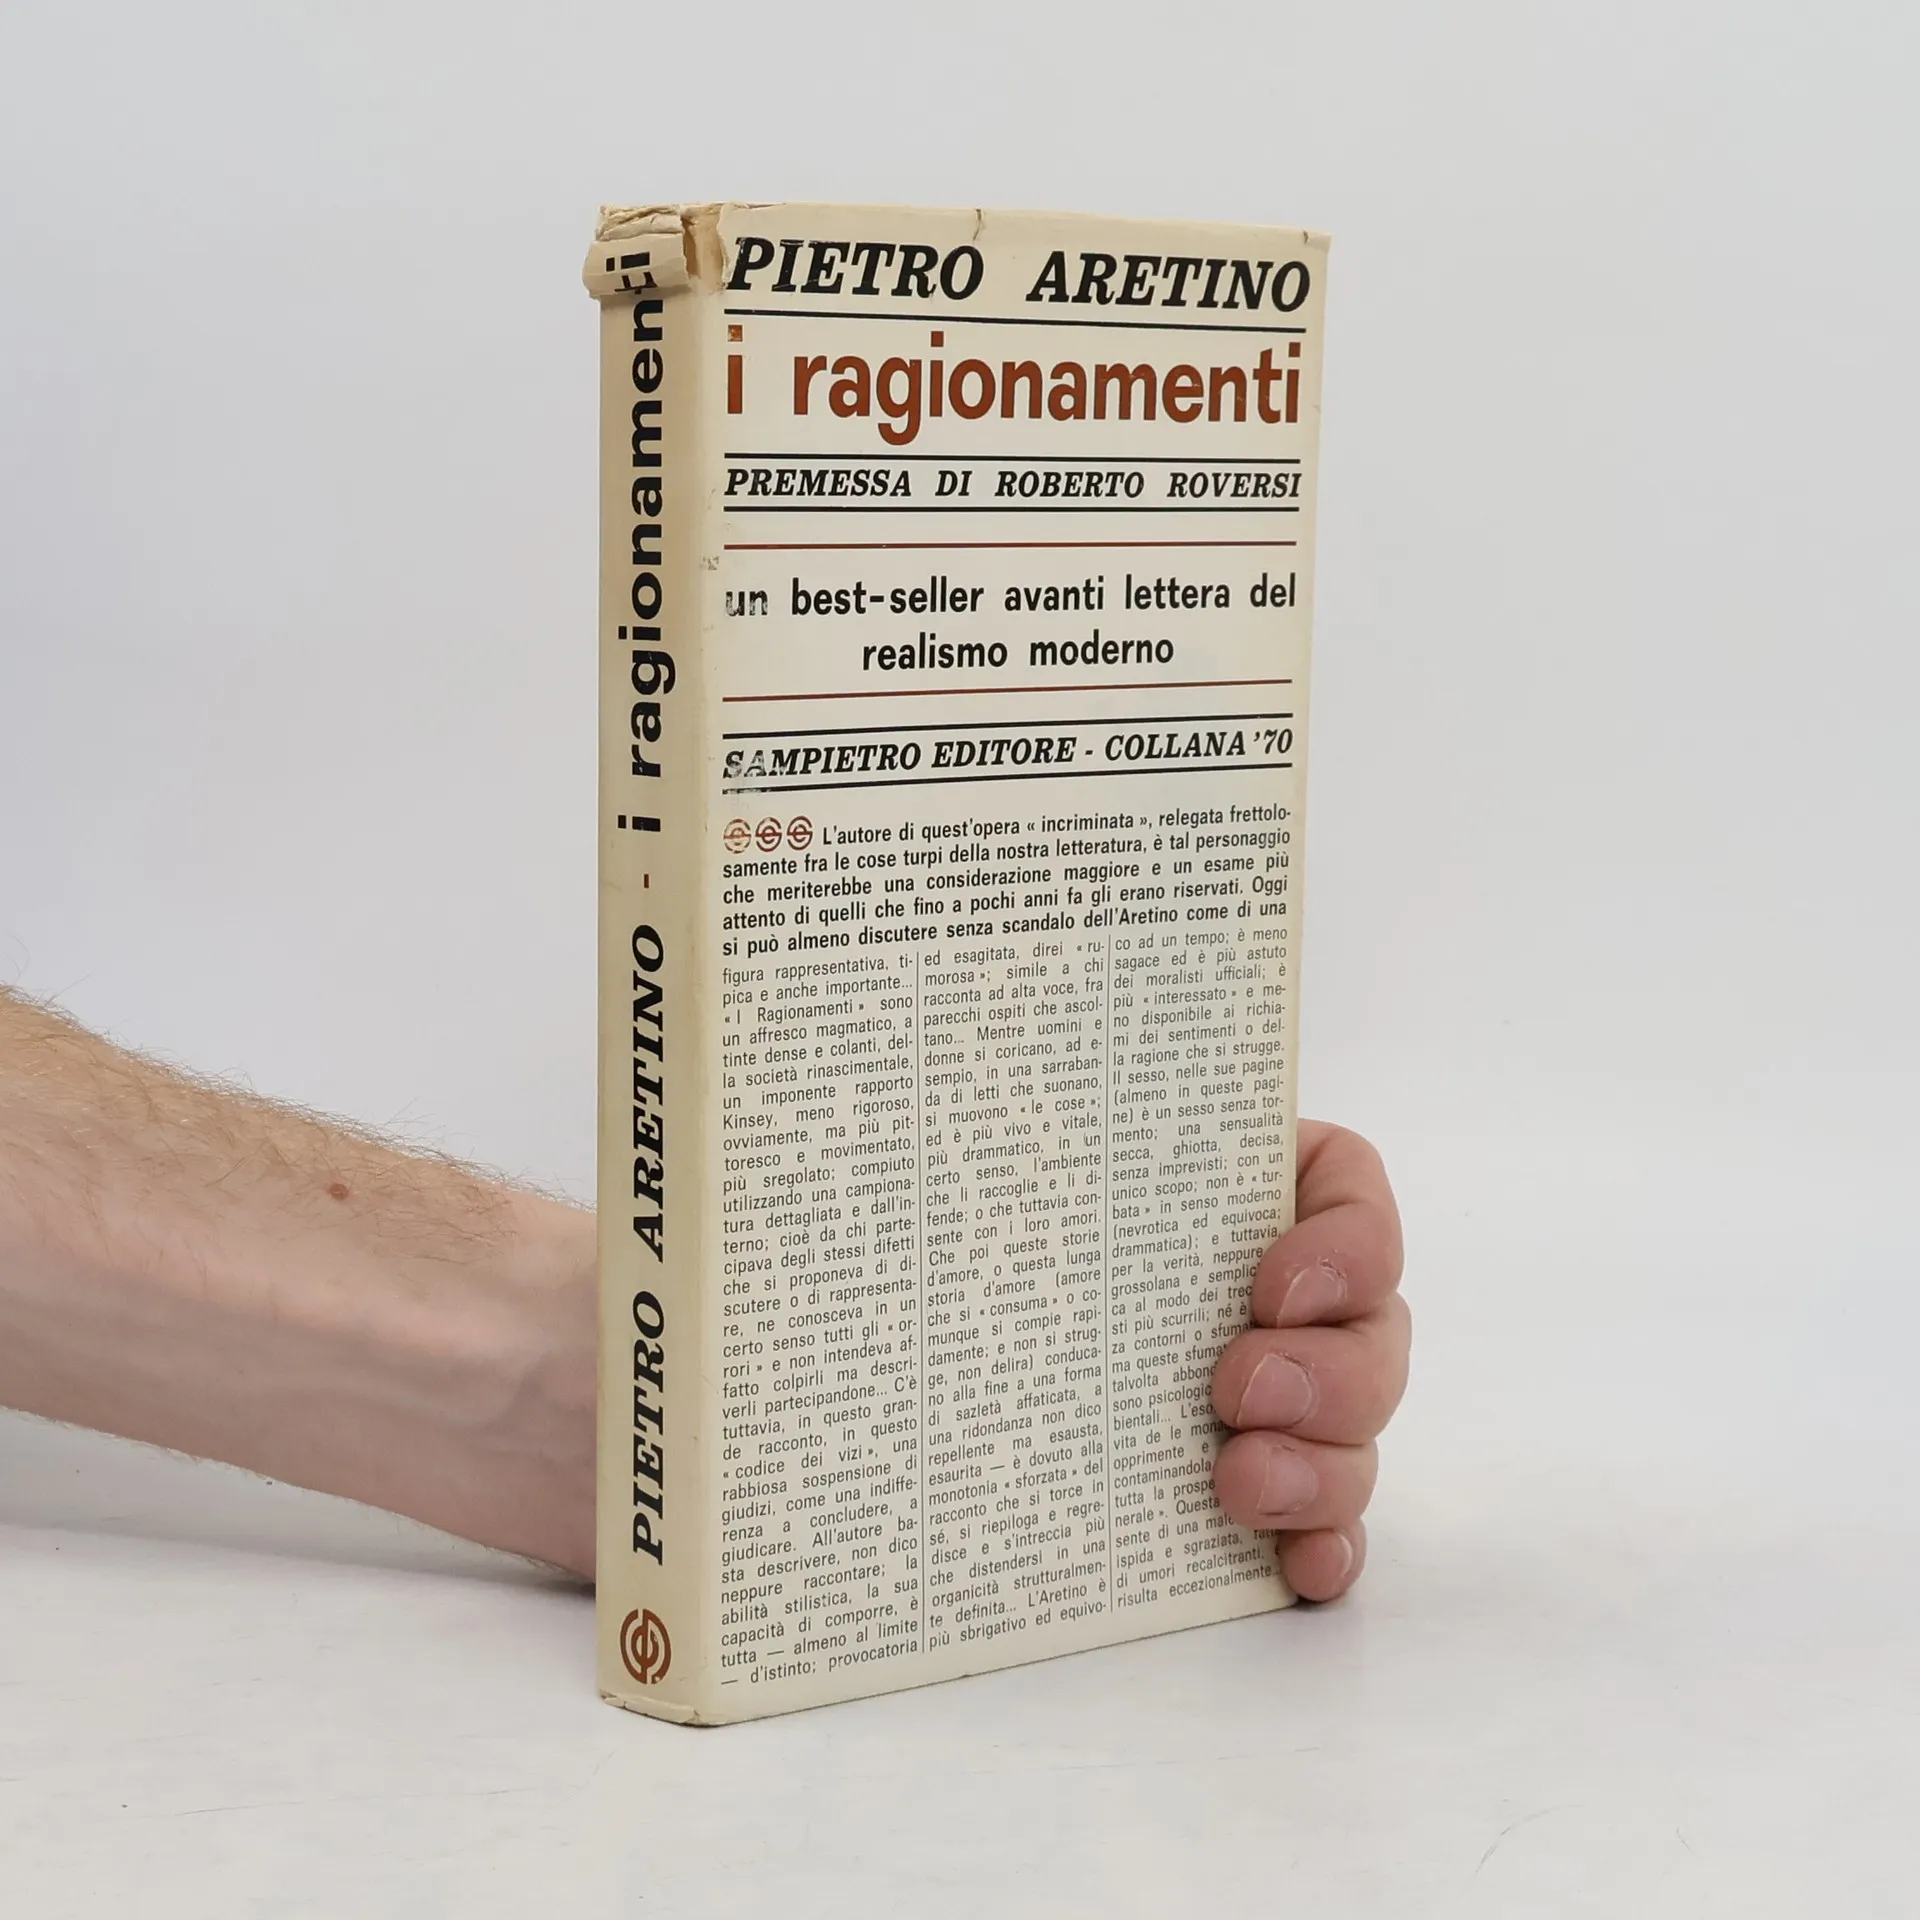 PIETRO ARETINO - i ragionamenti
PIETRO ARETINO
i ragionamenti
PREMESSA DI ROBERTO ROVERSI
un best-seller avanti lettera del
realismo moderno
SAMPIETRO EDITORE - COLLANA '70
L'autore di quest'opera « incriminata », relegata frettolo-
samente fra le cose turpi della nostra letteratura, è tal personaggio
che meriterebbe una considerazione maggiore e un esame più
attento di quelli che fino a pochi anni fa gli erano riservati. Oggi
si può almeno discutere senza scandalo dell'Aretino come di una
figura rappresentativa, ti-
pica e anche importante...
« I Ragionamenti » sono
un affresco magmatico, a
tinte dense e colanti, del-
la società rinascimentale,
un imponente rapporto
Kinsey, meno rigoroso,
ovviamente, ma più pit-
toresco e movimentato,
più sregolato; compiuto
utilizzando una campiona-
tura dettagliata e dall'in-
terno; cioè da chi parte-
cipava degli stessi difetti
che si proponeva di di-
scutere o di rappresenta-
re, ne conosceva in un
certo senso tutti gli « or-
rori » e non intendeva af-
fatto colpirli ma descri-
verli partecipandone... C'è
tuttavia, in questo gran-
de racconto, in questo
« codice dei vizi », una
rabbiosa sospensione di
giudizi, come una indiffe-
renza a concludere, a
giudicare. All'autore ba-
sta descrivere, non dico
neppure raccontare; la
abilità stilistica, la sua
capacità di comporre, è
tutta — almeno al limite
— d'istinto; provocatoria
ed esagitata, direi « ru-
morosa »; simile a chi
racconta ad alta voce, fra
parecchi ospiti che ascol-
tano... Mentre uomini e
donne si coricano, ad e-
sempio, in una sarraban-
da di letti che suonano,
si muovono « le cose »;
ed è più vivo e vitale,
più drammatico, in un
certo senso, l'ambiente
che li raccoglie e li di-
fende; o che tuttavia con-
sente con i loro amori.
Che poi queste storie
d'amore, o questa lunga
storia d'amore (amore
che si « consuma » o co-
munque si compie rapi-
damente; e non si strug-
ge, non delira) conduca-
no alla fine a una forma
di sazietà affaticata, a
una ridondanza non dico
repellente ma esausta,
esaurita — è dovuto alla
monotonia « sforzata » del
racconto che si torce in
sé, si riepiloga e regre-
disce e s'intreccia più
che distendersi in una
organicità strutturalmen-
te definita... L'Aretino è
più sbrigativo ed equivo-
co ad un tempo; è meno
sagace ed è più astuto
dei moralisti ufficiali; è
più « interessato » e me-
no disponibile ai richia-
mi dei sentimenti o del-
la ragione che si strugge.
Il sesso, nelle sue pagine
(almeno in queste pagi-
ne) è un sesso senza tor-
mento; una sensualità
secca, ghiotta, decisa,
senza imprevisti; con un
unico scopo; non è « tur-
bata » in senso moderno
(nevrotica ed equivoca;
drammatica); e tuttavia,
per la verità, neppure
grossolana e
ca al modo dei
sti più scurrili; né è
za contorni o
ma queste
talvolta
sono
bientali...
vita de le
opprimente e
contaminandola
tutta la
nerale ». Questa
sente di una
ispida e sgraziata,
di umori recalcitranti,
risulta eccezionalmente...